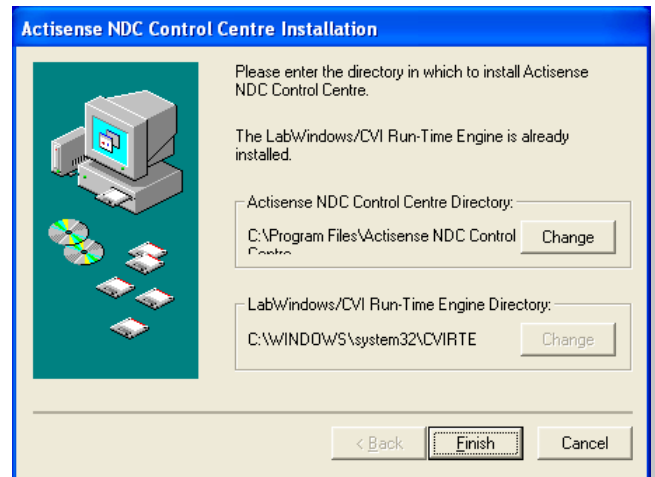 Actisense NDC Control Centre Installation
Please enter the directory in which to install Actisense
NDC Control Centre.
The LabWindows/CVI Run-Time Engine is already
installed.
Actisense NDC Control Centre Directory:
C:\Program Files\Actisense NDC Control
Centre
Change
LabWindows/CVI Run-Time Engine Directory:
C:\WINDOWS\system32\CVIRTE
Change
< Back
Finish
Cancel